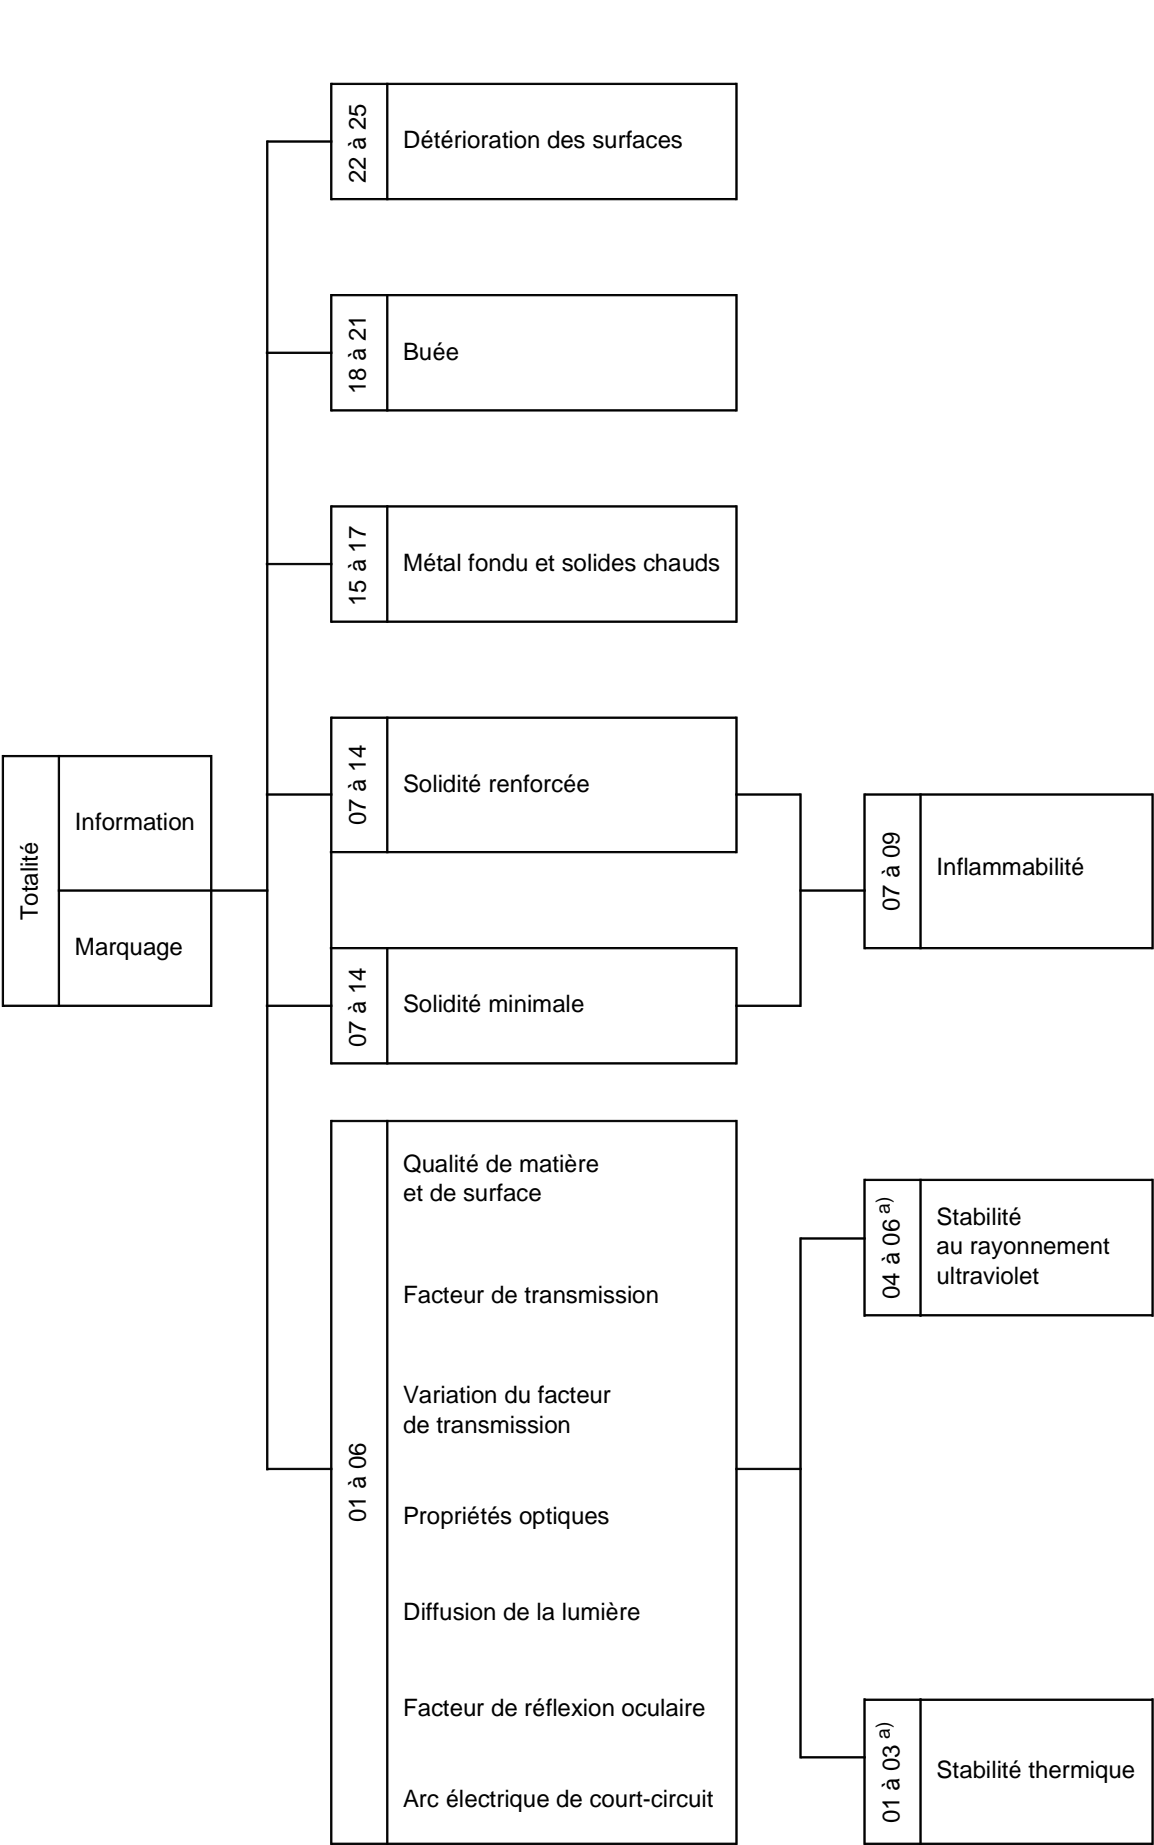 22 à 25
Détérioration des surfaces
18 à 21
Buée
15 à 17
Métal fondu et solides chauds
07 à 14
Solidité renforcée
Totalité
Information
Marquage
07 à 09
Inflammabilité
07 à 14
Solidité minimale
01 à 06
Qualité de matière
et de surface
Facteur de transmission
Variation du facteur
de transmission
Propriétés optiques
Diffusion de la lumière
Facteur de réflexion oculaire
Arc électrique de court-circuit
04 à 06 a)
Stabilité
au rayonnement
ultraviolet
01 à 03 a)
Stabilité thermique